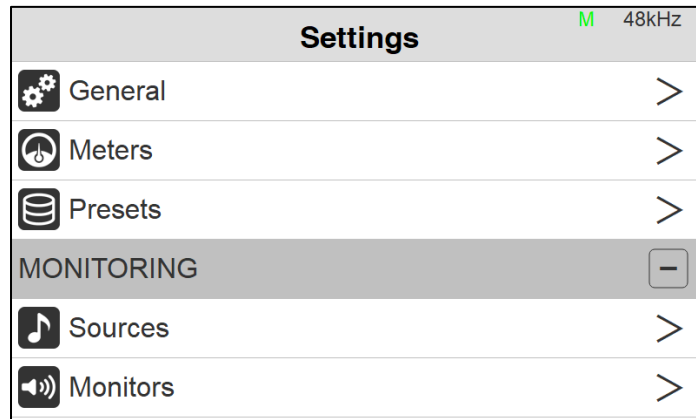 M 48kHz
Settings
General
Meters
Presets
MONITORING
Sources
Monitors